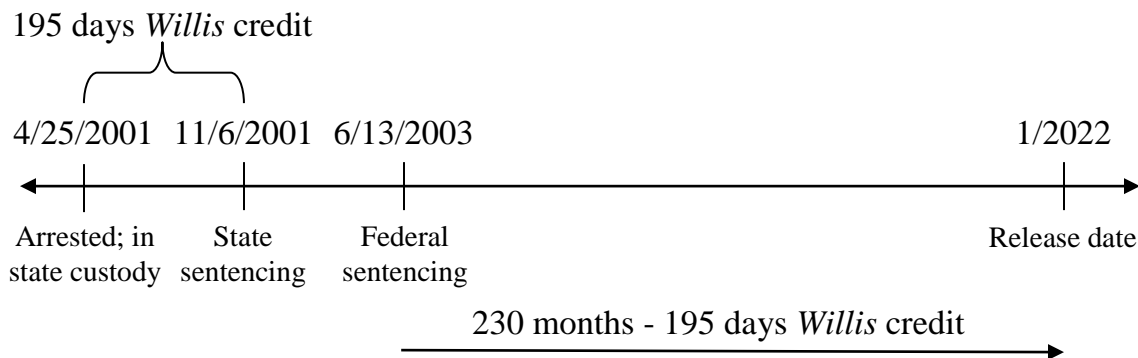 195 days Willis credit
4/25/2001 11/6/2001 6/13/2003 1/2022
Arrested; in state custody
State sentencing
Federal sentencing
Release date
230 months - 195 days Willis credit